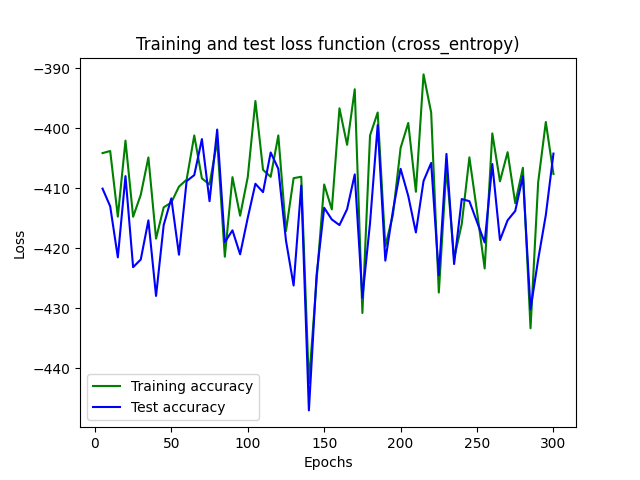 Training and test loss function (cross_entropy)
−390
−400
−410
−420
−430
−440
Loss
Training accuracy
Test accuracy
0 50 100 150 200 250 300
Epochs